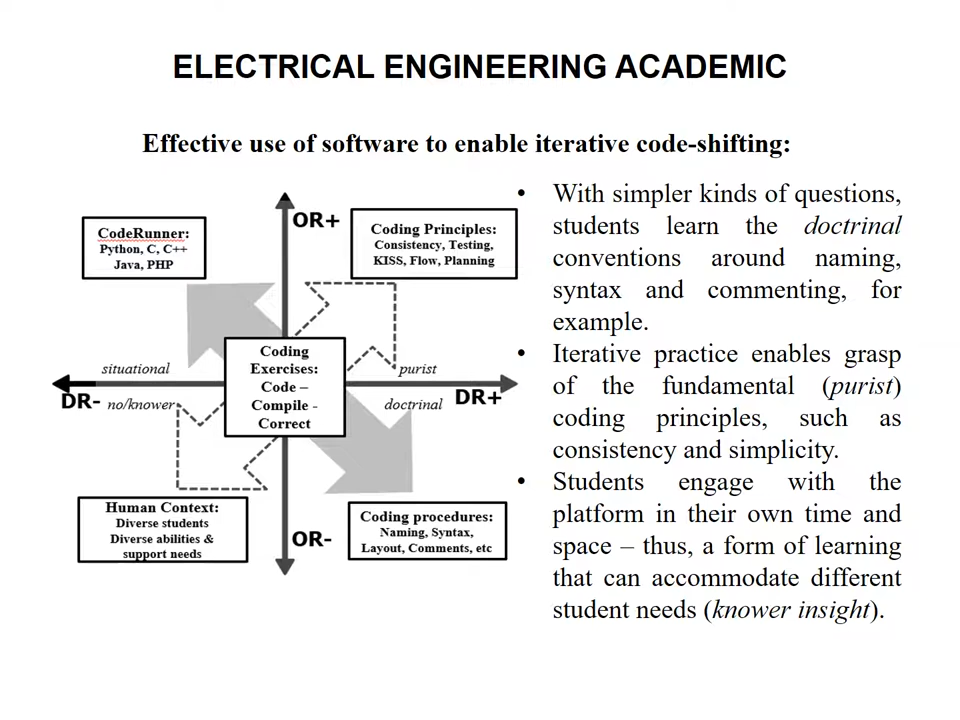 ELECTRICAL ENGINEERING ACADEMIC
Effective use of software to enable iterative code-shifting:
OR+
CodeRunner:
Python, C, C++
Java, PHP
Coding Principles:
Consistency, Testing,
KISS, Flow, Planning
situational
purist
Coding
Exercises:
Code –
Compile -
Correct
DR-
no/knower
doctrinal
DR+
Human Context:
Diverse students
Diverse abilities &
support needs
OR-
Coding procedures:
Naming, Syntax,
Layout, Comments, etc
• With simpler kinds of questions,
students learn the doctrinal
conventions around naming,
syntax and commenting, for
example.
• Iterative practice enables grasp
of the fundamental (purist)
coding principles, such as
consistency and simplicity.
• Students engage with the
platform in their own time and
space – thus, a form of learning
that can accommodate different
student needs (knower insight).